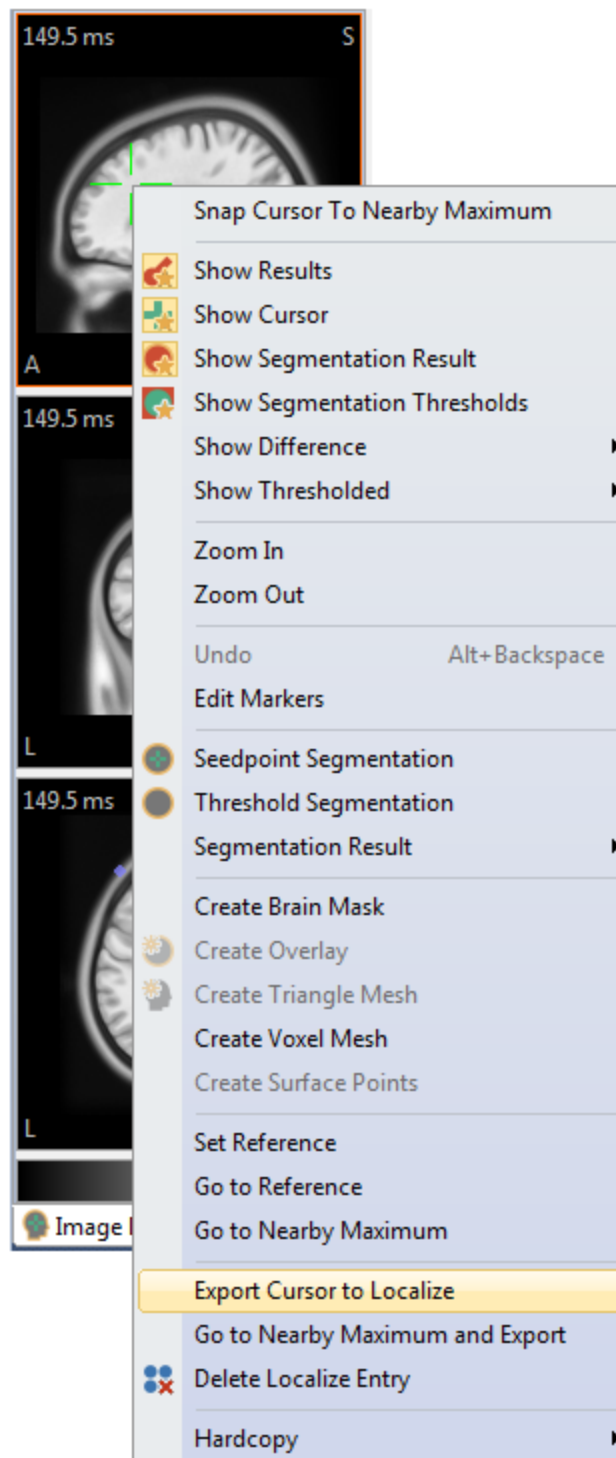 149.5 ms S
A
149.5 ms
L
149.5 ms
L
Image
Snap Cursor To Nearby Maximum
Show Results
Show Cursor
Show Segmentation Result
Show Segmentation Thresholds
Show Difference
Show Thresholded
Zoom In
Zoom Out
Undo Alt+Backspace
Edit Markers
Seedpoint Segmentation
Threshold Segmentation
Segmentation Result
Create Brain Mask
Create Overlay
Create Triangle Mesh
Create Voxel Mesh
Create Surface Points
Set Reference
Go to Reference
Go to Nearby Maximum
Export Cursor to Localize
Go to Nearby Maximum and Export
Delete Localize Entry
Hardcopy